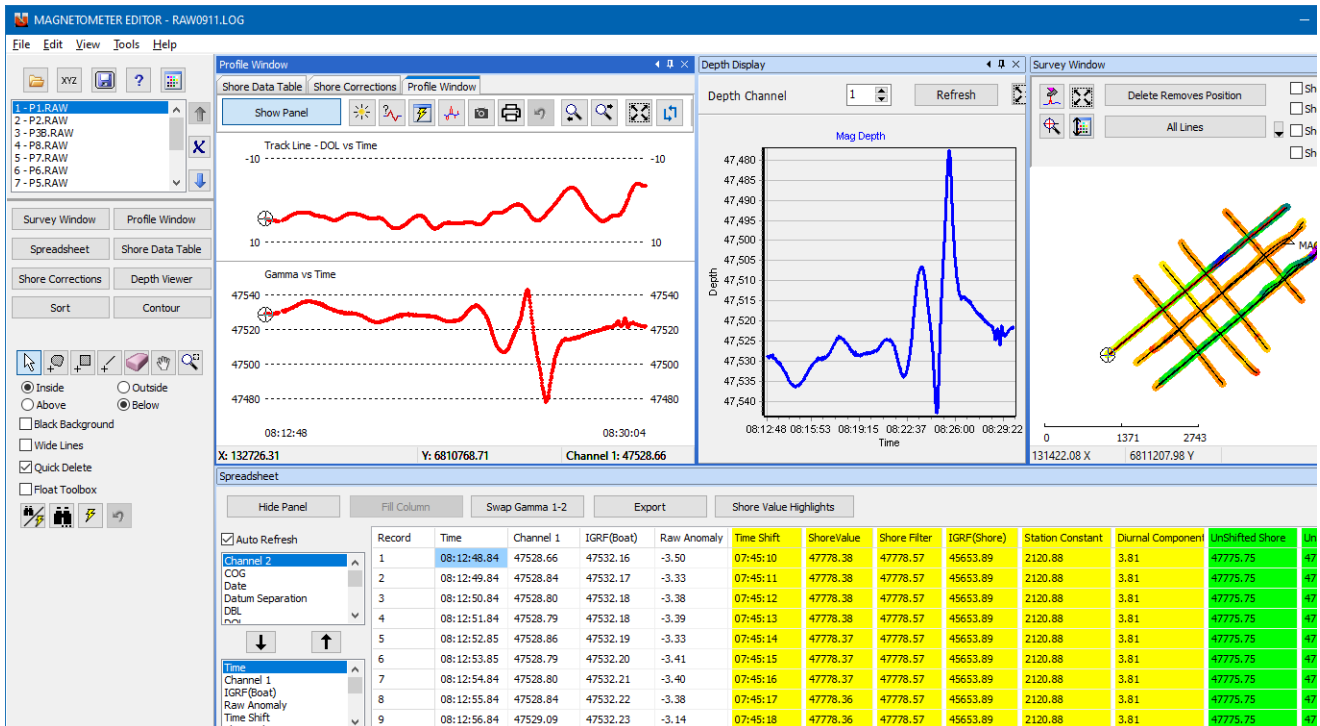 MAGNETOMETER EDITOR - RAW0911.LOG
File Edit View Tools Help
XYZ
?
1 - P1.RAW
2 - P2.RAW
3 - P3B.RAW
4 - P8.RAW
5 - P7.RAW
6 - P6.RAW
7 - P5.RAW
X
Survey Window Profile Window
Spreadsheet Shore Data Table
Shore Corrections Depth Viewer
Sort Contour
Inside Outside
Above Below
Black Background
Wide Lines
Quick Delete
Float Toolbox
Profile Window
Shore Data Table Shore Corrections Profile Window
Show Panel
Track Line - DOL vs Time
-10 -10
10 10
Gamma vs Time
47540 47540
47520 47520
47500 47500
47480 47480
08:12:48 08:30:04
X: 132726.31 Y: 6810768.71 Channel 1: 47528.66
Depth Display
Depth Channel 1 Refresh
Mag Depth
47,480
47,485
47,490
47,495
47,500
47,505
47,510
47,515
47,520
47,525
47,530
47,535
47,540
Depth
08:12:48 08:15:53 08:19:15 08:22:37 08:26:00 08:29:22
Time
Survey Window
Delete Removes Position
All Lines
Sh
Sh
Sh
Sh
MAG
0 1371 2743
131422.08 X 6811207.98 Y
Spreadsheet
Hide Panel Fill Column Swap Gamma 1-2 Export Shore Value Highlights
Auto Refresh
Channel 2
COG
Date
Datum Separation
DBL
DOL
Time
Channel 1
IGRF(Boat)
Raw Anomaly
Time Shift
Record Time Channel 1 IGRF(Boat) Raw Anomaly Time Shift ShoreValue Shore Filter IGRF(Shore) Station Constant Diurnal Component UnShifted Shore Un
1 08:12:48.84 47528.66 47532.16 -3.50 07:45:10 47778.38 47778.57 45653.89 2120.88 3.81 47775.75 47
2 08:12:49.84 47528.84 47532.17 -3.33 07:45:11 47778.38 47778.57 45653.89 2120.88 3.81 47775.75 47
3 08:12:50.84 47528.80 47532.18 -3.38 07:45:12 47778.38 47778.57 45653.89 2120.88 3.81 47775.75 47
4 08:12:51.84 47528.79 47532.18 -3.39 07:45:13 47778.38 47778.57 45653.89 2120.88 3.81 47775.75 47
5 08:12:52.85 47528.86 47532.19 -3.33 07:45:14 47778.37 47778.57 45653.89 2120.88 3.81 47775.75 47
6 08:12:53.85 47528.79 47532.20 -3.41 07:45:15 47778.37 47778.57 45653.89 2120.88 3.81 47775.75 47
7 08:12:54.84 47528.80 47532.21 -3.40 07:45:16 47778.37 47778.57 45653.89 2120.88 3.81 47775.75 47
8 08:12:55.84 47528.84 47532.22 -3.38 07:45:17 47778.36 47778.57 45653.89 2120.88 3.81 47775.75 47
9 08:12:56.84 47529.09 47532.23 -3.14 07:45:18 47778.36 47778.57 45653.89 2120.88 3.81 47775.75 47